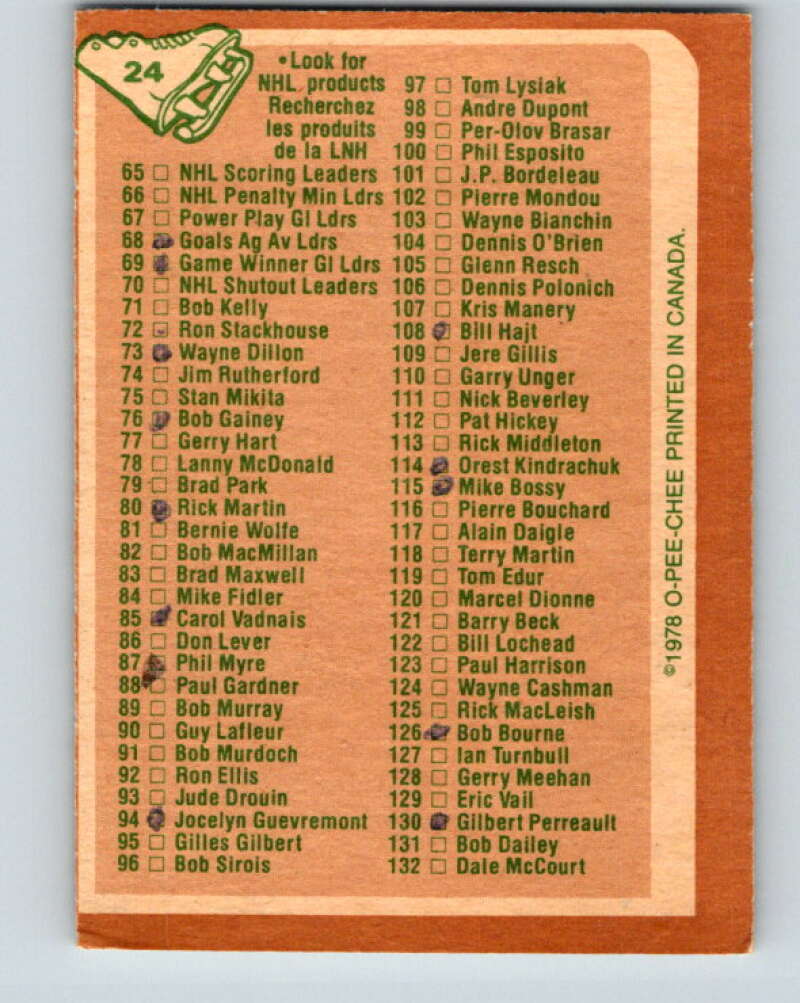 24
•Look for
NHL products
Recherchez
les produits
de la LNH
65 □ NHL Scoring Leaders
66 □ NHL Penalty Min Ldrs
67 □ Power Play Gl Ldrs
68 □ Goals Ag Av Ldrs
69 □ Game Winner Gl Ldrs
70 □ NHL Shutout Leaders
71 □ Bob Kelly
72 □ Ron Stackhouse
73 □ Wayne Dillon
74 □ Jim Rutherford
75 □ Stan Mikita
76 □ Bob Gainey
77 □ Gerry Hart
78 □ Lanny McDonald
79 □ Brad Park
80 □ Rick Martin
81 □ Bernie Wolfe
82 □ Bob MacMillan
83 □ Brad Maxwell
84 □ Mike Fidler
85 □ Carol Vadnais
86 □ Don Lever
87 □ Phil Myre
88 □ Paul Gardner
89 □ Bob Murray
90 □ Guy Lafleur
91 □ Bob Murdoch
92 □ Ron Ellis
93 □ Jude Drouin
94 □ Jocelyn Guevremont
95 □ Gilles Gilbert
96 □ Bob Sirois
97 □ Tom Lysiak
98 □ Andre Dupont
99 □ Per-Olov Brasar
100 □ Phil Esposito
101 □ J.P. Bordeleau
102 □ Pierre Mondou
103 □ Wayne Bianchin
104 □ Dennis O'Brien
105 □ Glenn Resch
106 □ Dennis Polonich
107 □ Kris Manery
108 □ Bill Hajt
109 □ Jere Gillis
110 □ Garry Unger
111 □ Nick Beverley
112 □ Pat Hickey
113 □ Rick Middleton
114 □ Orest Kindrachuk
115 □ Mike Bossy
116 □ Pierre Bouchard
117 □ Alain Daigle
118 □ Terry Martin
119 □ Tom Edur
120 □ Marcel Dionne
121 □ Barry Beck
122 □ Bill Lochead
123 □ Paul Harrison
124 □ Wayne Cashman
125 □ Rick MacLeish
126 □ Bob Bourne
127 □ Ian Turnbull
128 □ Gerry Meehan
129 □ Eric Vail
130 □ Gilbert Perreault
131 □ Bob Dailey
132 □ Dale McCourt
©1978 O-PEE-CHEE PRINTED IN CANADA.